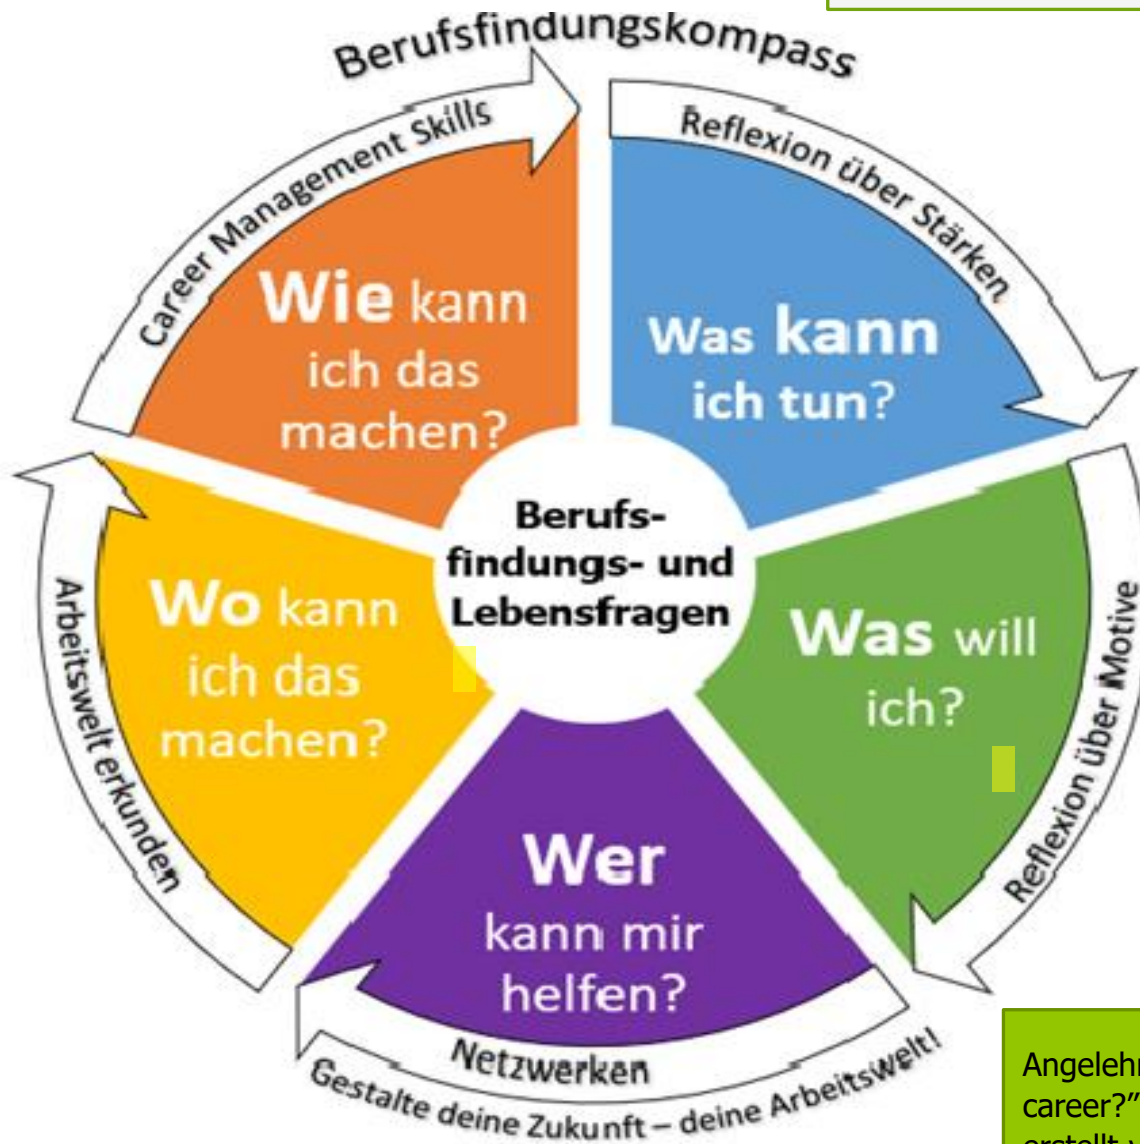 Berufsfindungskompass
Reflexion über Stärken
Was kann
ich tun?
Reflexion über Motive
Was will
ich?
Netzwerken
Wer
kann mir
helfen?
Arbeitswelt erkunden
Wo kann
ich das
machen?
Career Management Skills
Wie kann
ich das
machen?
Berufs-
findungs- und
Lebensfragen
Gestalte deine Zukunft – deine Arbeitswelt!
career?"